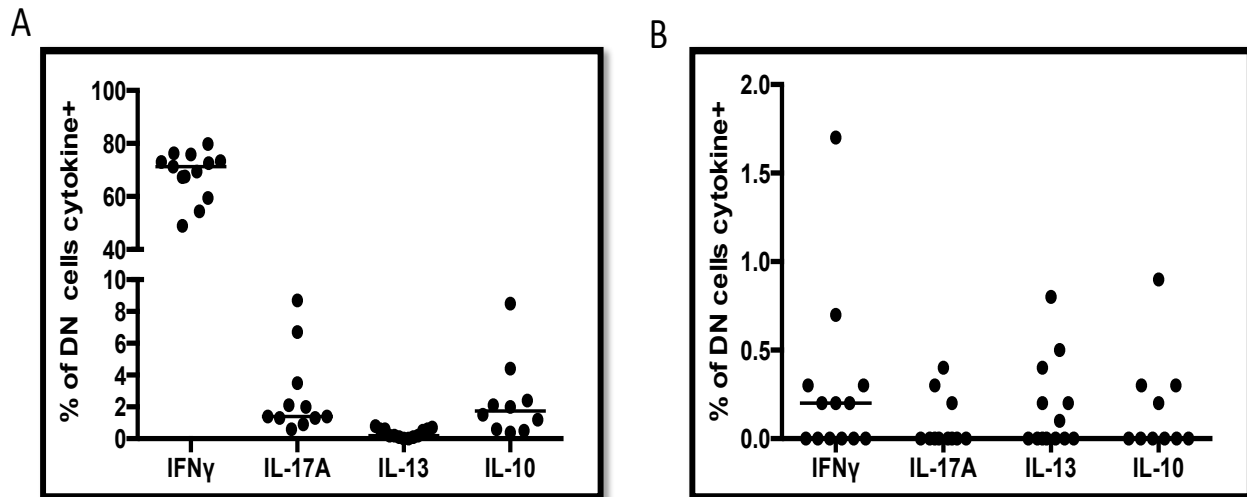 A
% of DN cells cytokine+
100
80
60
40
10
8
6
4
2
0
IFNγ IL-17A IL-13 IL-10
B
% of DN cells cytokine+
2.0
1.5
1.0
0.5
0.0
IFNγ IL-17A IL-13 IL-10